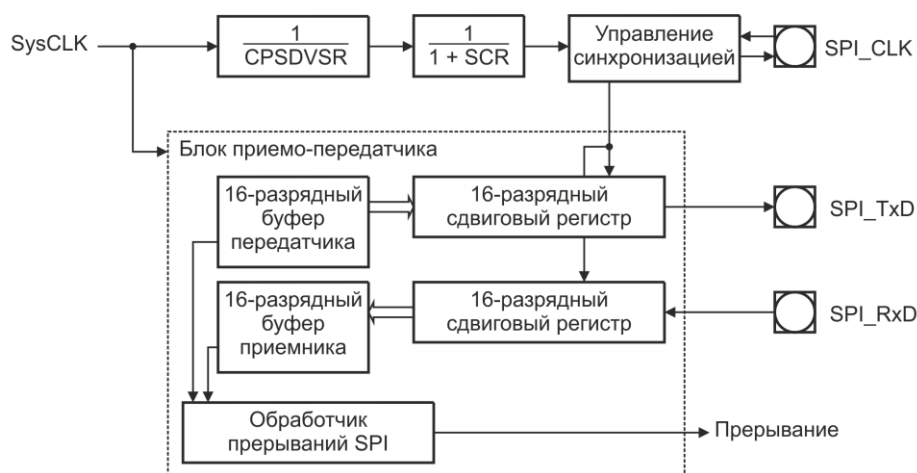 SysCLK
1
CPSDVSR
1
1 + SCR
Управление
синхронизацией
SPI_CLK
Блок приемо-передатчика
16-разрядный
буфер
передатчика
16-разрядный
сдвиговый регистр
SPI_TxD
16-разрядный
буфер
приемника
16-разрядный
сдвиговый регистр
SPI_RxD
Обработчик
прерываний SPI
Прерывание